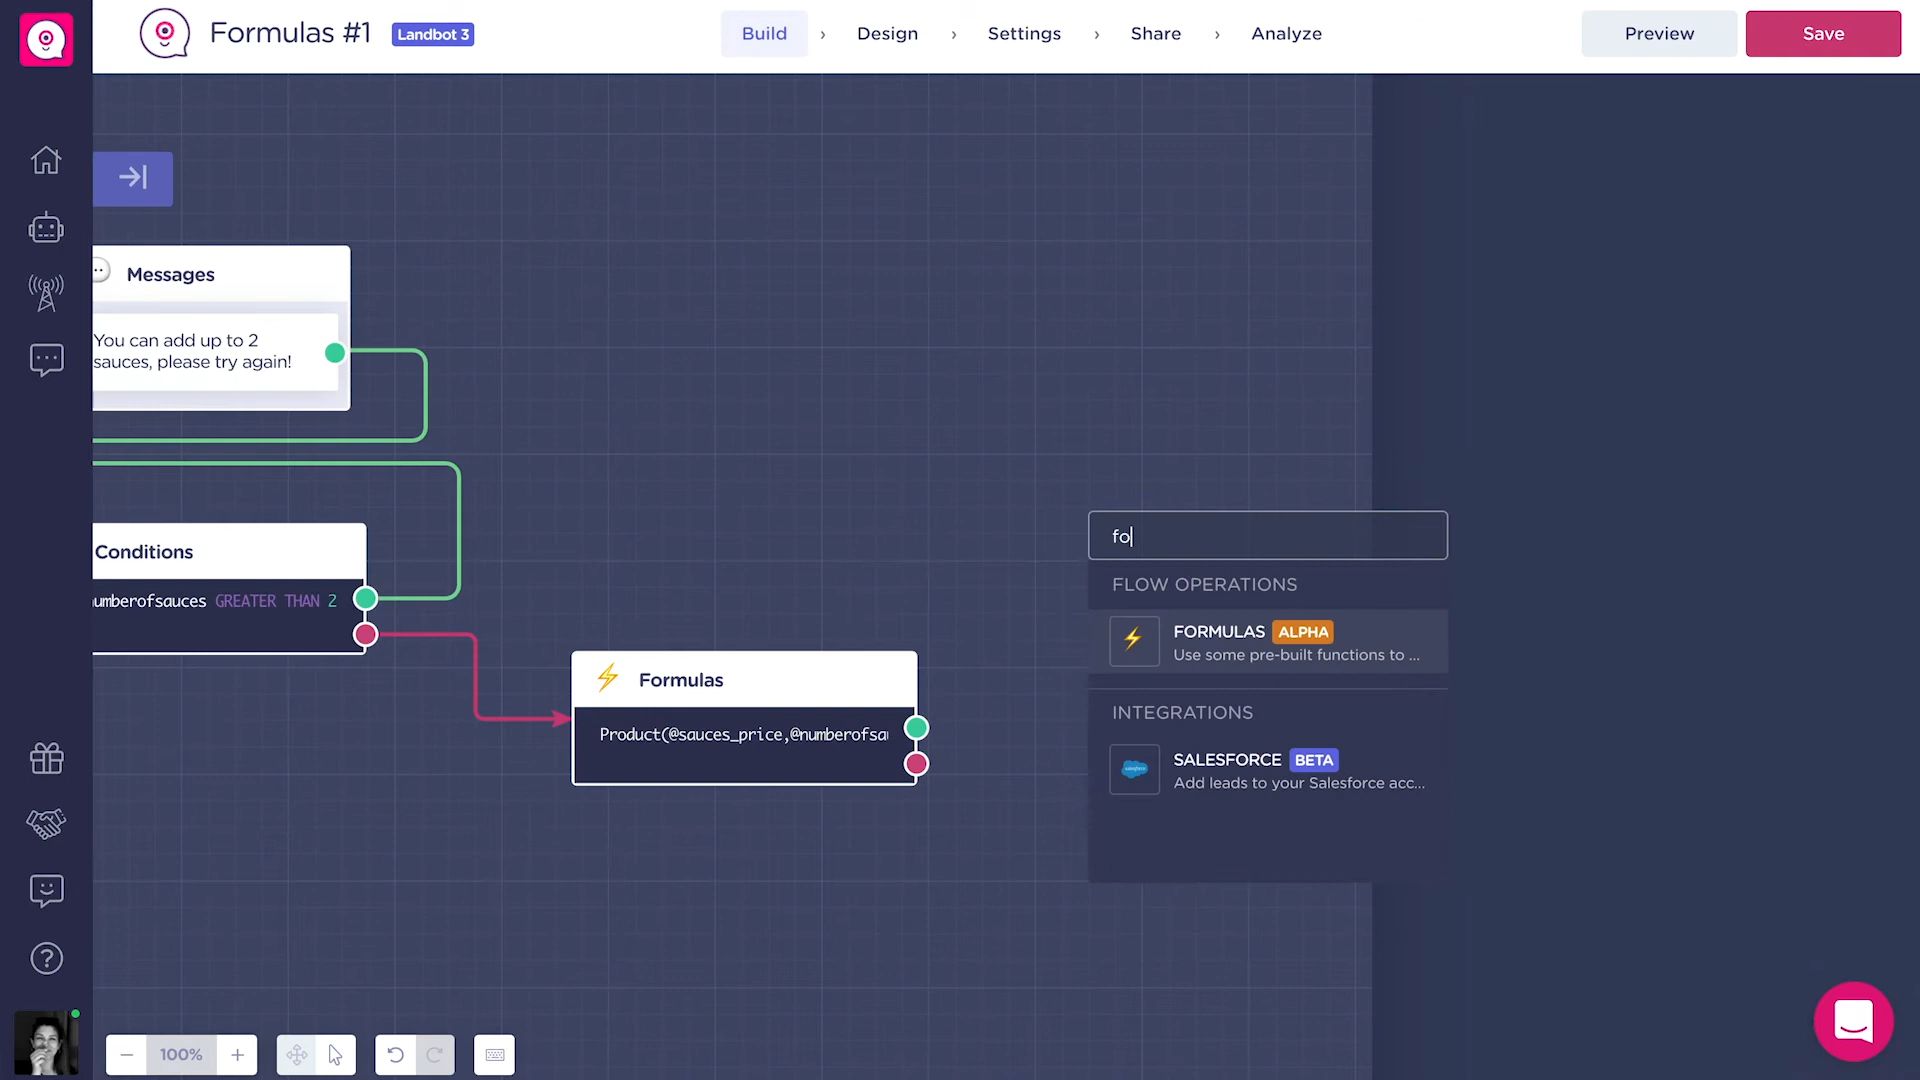 Formulas #1
Landbot 3
Build
Design
Settings
Share
Analyze
Preview
Save
Messages
You can add up to 2
sauces, please try again!
Conditions
numberofsauces GREATER THAN 2
Formulas
Product(@sauces_price,@numberofsau
fo
FLOW OPERATIONS
FORMULAS ALPHA
Use some pre-built functions to ...
INTEGRATIONS
SALESFORCE BETA
Add leads to your Salesforce acc...
100%